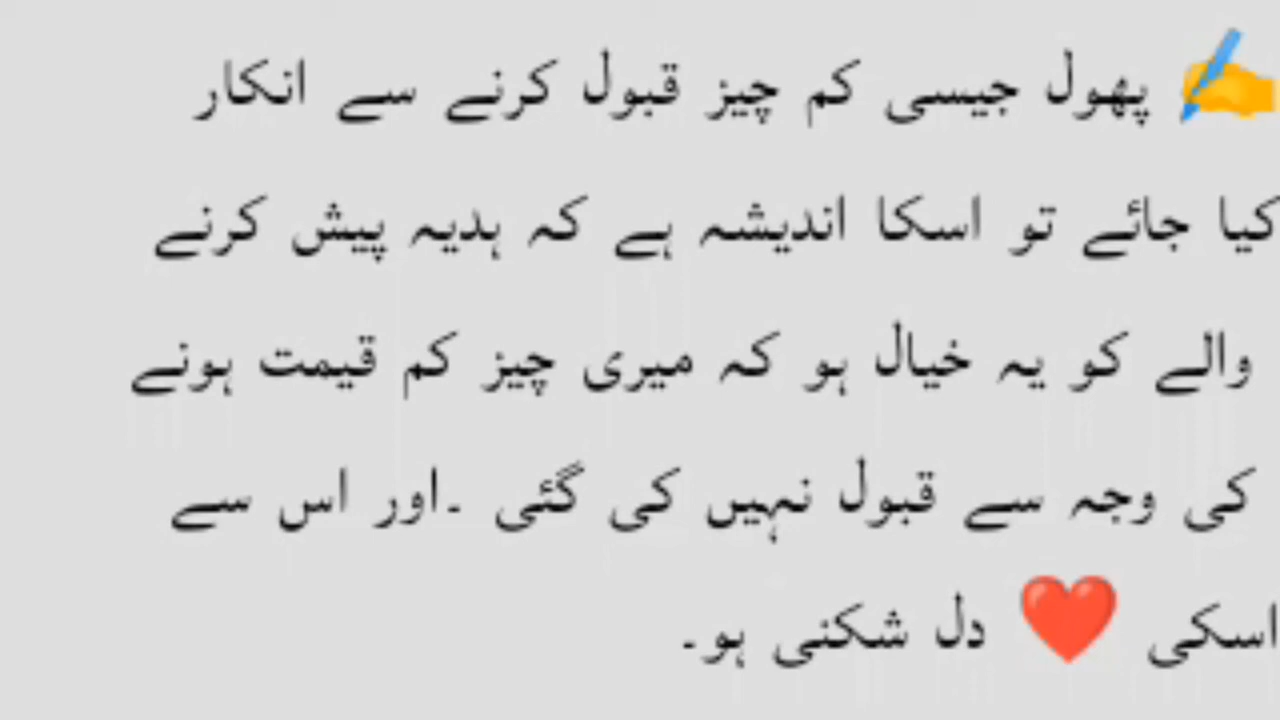 ✍️ پھول جیسی کم چیز قبول کرنے سے انکار
کیا جائے تو اسکا اندیشہ ہے کہ ہدیہ پیش کرنے
والے کو یہ خیال ہو کہ میری چیز کم قیمت ہونے
کی وجہ سے قبول نہیں کی گئی ۔اور اس سے
اسکی ❤️ دل شکنی ہو۔